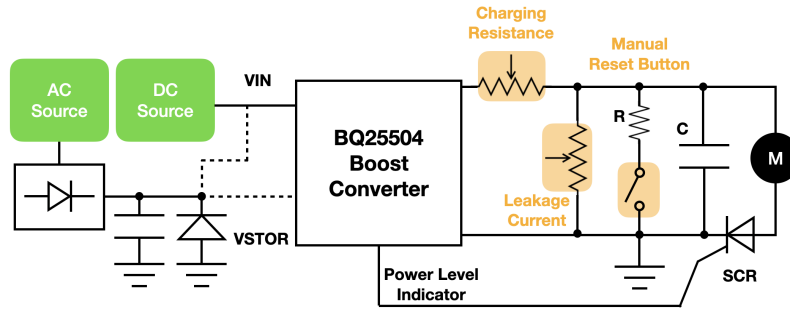 Charging
Resistance
Manual
Reset Button
AC
Source
DC
Source
VIN
BQ25504
Boost
Converter
R
C
M
Leakage
Current
VSTOR
Power Level
Indicator
SCR